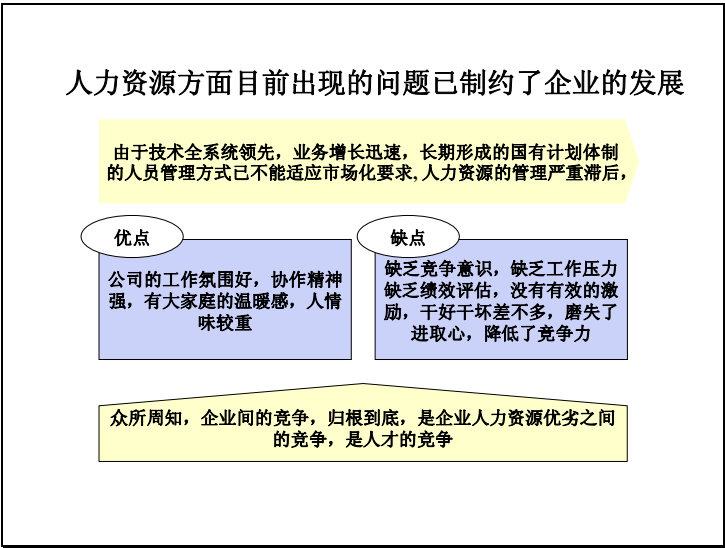 人力资源方面目前出现的问题已制约了企业的发展
由于技术全系统领先，业务增长迅速，长期形成的国有计划体制
的人员管理方式已不能适应市场化要求,人力资源的管理严重滞后，
优点
公司的工作氛围好，协作精神
强，有大家庭的温暖感，人情
味较重
缺点
缺乏竞争意识，缺乏工作压力
缺乏绩效评估，没有有效的激
励，干好干坏差不多，磨失了
进取心，降低了竞争力
众所周知，企业间的竞争，归根到底，是企业人力资源优劣之间
的竞争，是人才的竞争